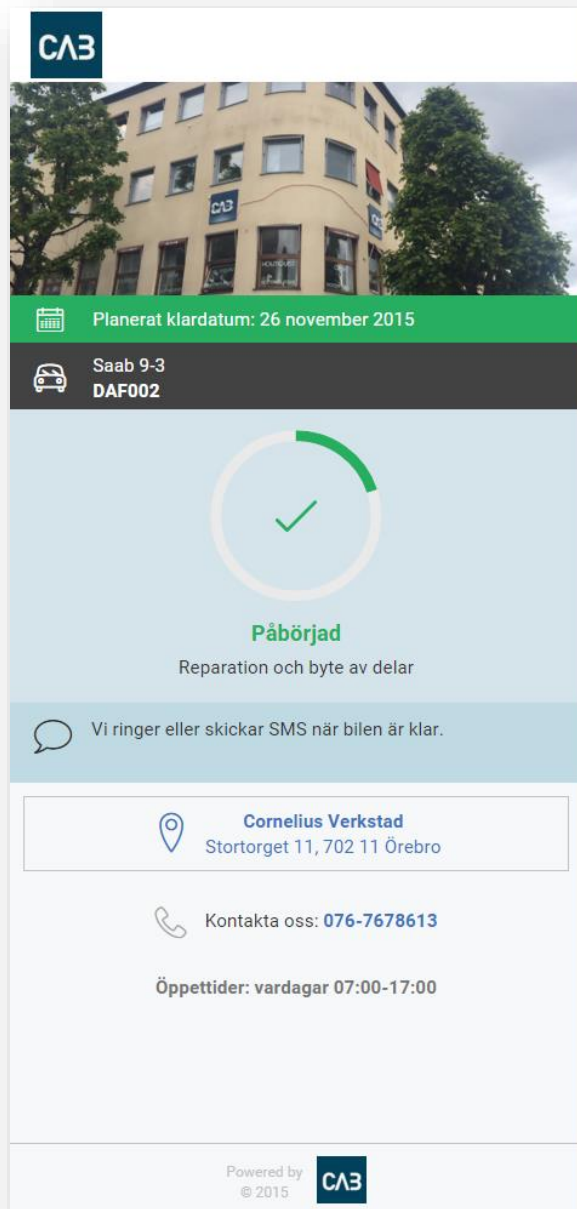 CAB
CAB
Planerat klardatum: 26 november 2015
Saab 9-3
DAF002
Påbörjad
Reparation och byte av delar
Vi ringer eller skickar SMS när bilen är klar.
Cornelius Verkstad
Stortorget 11, 702 11 Örebro
Kontakta oss: 076-7678613
Öppettider: vardagar 07:00-17:00
Powered by
© 2015
CAB